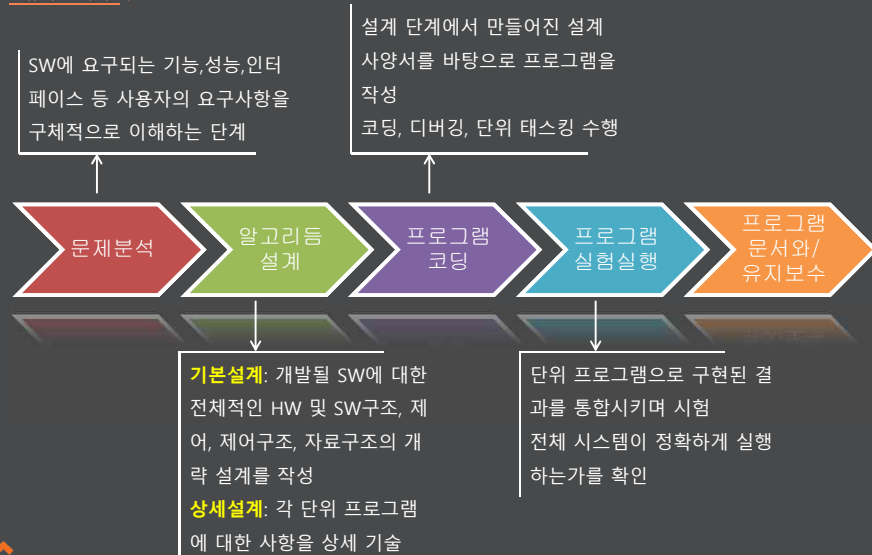 SW에 요구되는 기능,성능,인터
페이스 등 사용자의 요구사항을
구체적으로 이해하는 단계
설계 단계에서 만들어진 설계
사양서를 바탕으로 프로그램을
작성
코딩, 디버깅, 단위 태스킹 수행
문제분석
알고리듬
설계
프로그램
코딩
프로그램
실험실행
프로그램
문서와/
유지보수
기본설계: 개발될 SW에 대한
전체적인 HW 및 SW구조, 제
어, 제어구조, 자료구조의 개
략 설계를 작성
상세설계: 각 단위 프로그램
에 대한 사항을 상세 기술
단위 프로그램으로 구현된 결
과를 통합시키며 시험
전체 시스템이 정확하게 실행
하는가를 확인